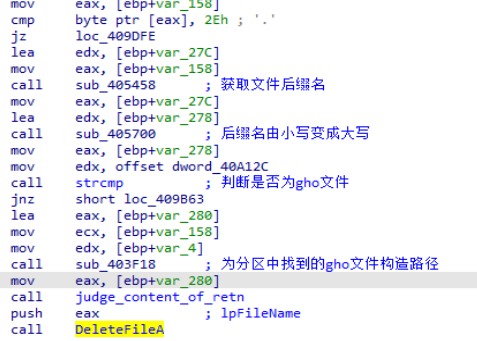 mov eax, [ebp+var_158]
cmp byte ptr [eax], 2Eh ; '.'
jz loc_409DFE
lea edx, [ebp+var_27C]
mov eax, [ebp+var_158]
call sub_405458 ; 获取文件后缀名
mov eax, [ebp+var_27C]
lea edx, [ebp+var_278]
call sub_405700 ; 后缀名由小写变成大写
mov eax, [ebp+var_278]
mov edx, offset dword_40A12C
call strcmp ; 判断是否为gho文件
jnz short loc_409B63
lea eax, [ebp+var_280]
mov ecx, [ebp+var_158]
mov edx, [ebp+var_4]
call sub_403F18 ; 为分区中找到的gho文件构造路径
mov eax, [ebp+var_280]
call judge_content_of_retn
push eax ; lpFileName
call DeleteFileA